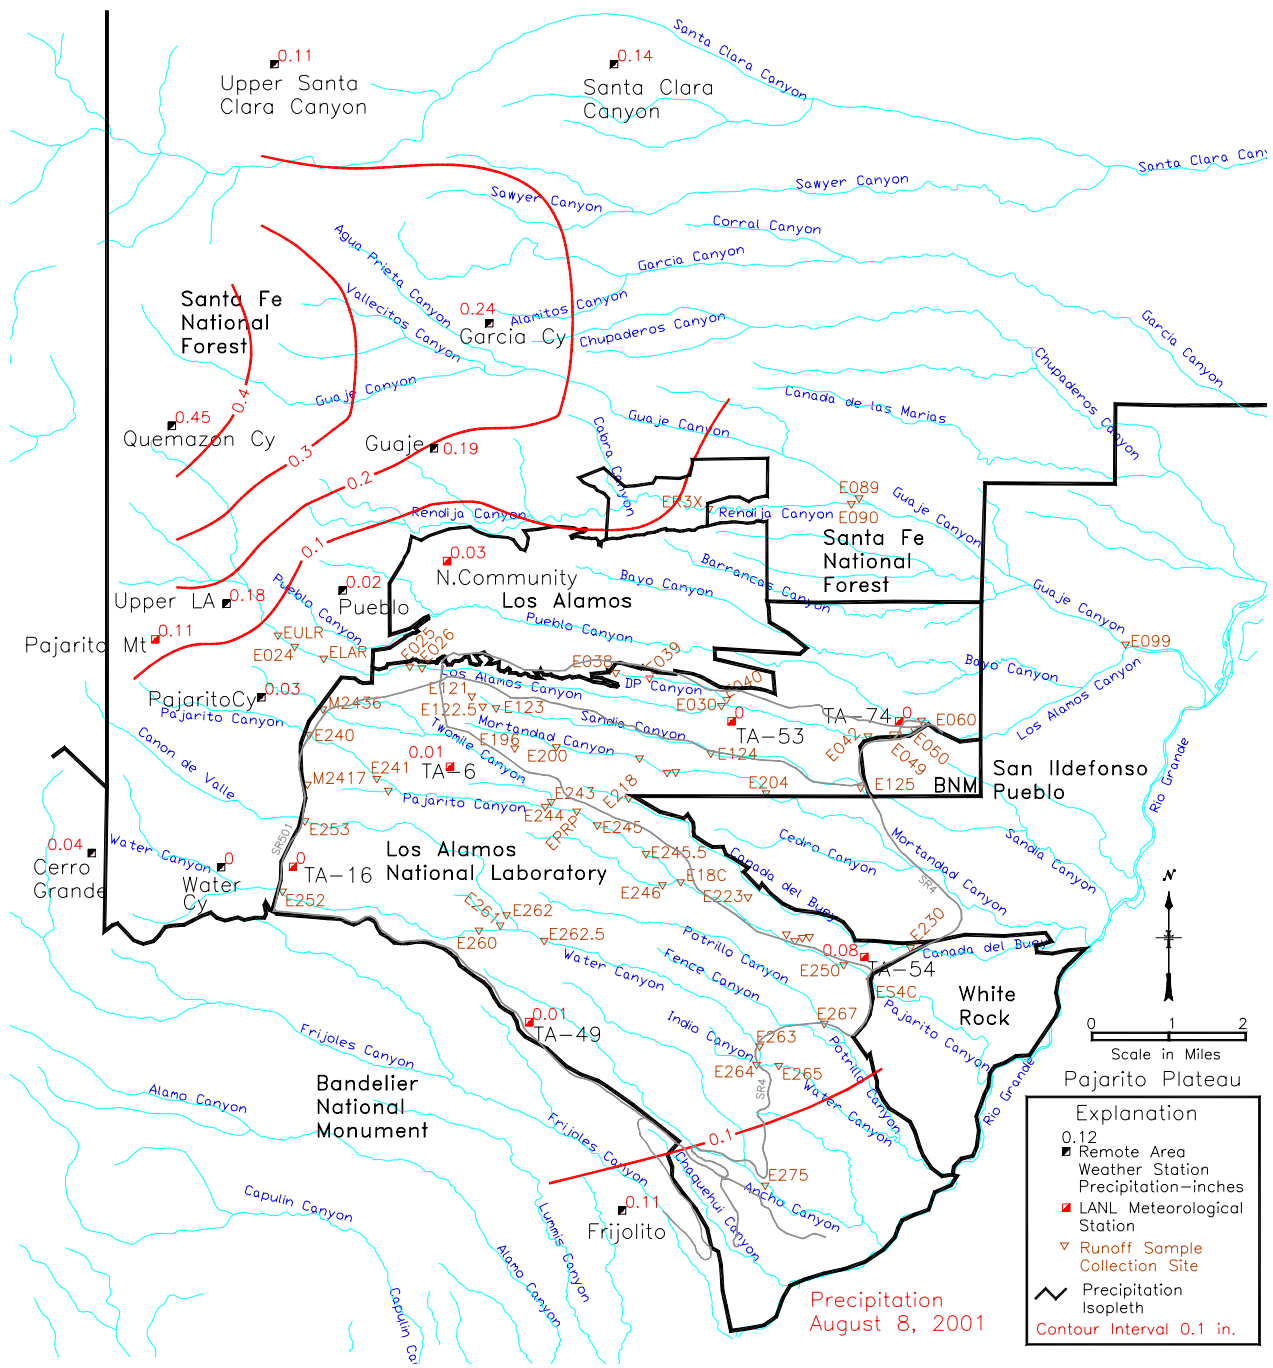 Santa Clara Canyon
0.11
Upper Santa
Clara Canyon
0.14
Santa Clara
Canyon
Sawyer Canyon
Sawyer Canyon
Corral Canyon
Garcia Canyon
Agua Prieta Canyon
Vallecitos Canyon
Santa Fe
National
Forest
0.24
Garcia Cy
Alamitos Canyon
Chupaderos Canyon
Garcia Canyon
Chupaderos Canyon
Guaje Canyon
Canada de las Marias
0.4
0.45
Quemazon Cy
Guaje
0.19
Guaje Canyon
Cabra Canyon
0.3
0.2
0.1
Rendija Canyon
ER3X
Rendija Canyon
E089
E090
Guaje Canyon
Santa Fe
National
Forest
0.03
N.Community
Los Alamos
Bayo Canyon
Barrancas Canyon
Guaje Canyon
0.02
Pueblo
Upper LA
0.18
Pueblo Canyon
Pueblo Canyon
0.11
Pajarito Mt
EULR
E024
ELAR
E025
E026
E038
E039
E040
DP Canyon
Los Alamos Canyon
E099
Bayo Canyon
Los Alamos Canyon
0.03
PajaritoCy
Pajarito Canyon
M2436
E121
E122.5
E123
Sandia Canyon
E030
0
TA-53
TA-74
0
E060
E050
E049
E042
E240
Canon de Valle
Twomile Canyon
Mortandad Canyon
E196
E200
E124
0.01
TA-6
M2417
E241
Pajarito Canyon
E243
E244
EPRP
E218
E245
E204
E125
BNM
San Ildefonso
Pueblo
Rio Grande
E253
SR501
0.04
Cerro
Grande
Water Canyon
0
Water
Cy
0
TA-16
Los Alamos
National Laboratory
E245.5
E246
E18C
E223
Canada del Buey
Cedro Canyon
Mortandad Canyon
Sandia Canyon
SR4
E252
E261
E262
E260
E262.5
Water Canyon
Fence Canyon
Potrillo Canyon
0.08
TA-54
E250
E230
Canada del Buey
ES4C
White
Rock
Pajarito Canyon
0.01
TA-49
Indio Canyon
E267
E263
E264
E265
Potrillo Canyon
Water Canyon
SR4
Rio Grande
N
0 1 2
Scale in Miles
Pajarito Plateau
Frijoles Canyon
Alamo Canyon
Bandelier
National
Monument
Frijoles Canyon
0.1
Chaquehui Canyon
E275
Ancho Canyon
0.11
Frijolito
Capulin Canyon
Lummis Canyon
Alamo Canyon
Explanation
0.12
Remote Area
Weather Station
Precipitation-inches
LANL Meteorological
Station
Runoff Sample
Collection Site
Precipitation
Isopleth
Contour Interval 0.1 in.
Precipitation
August 8, 2001